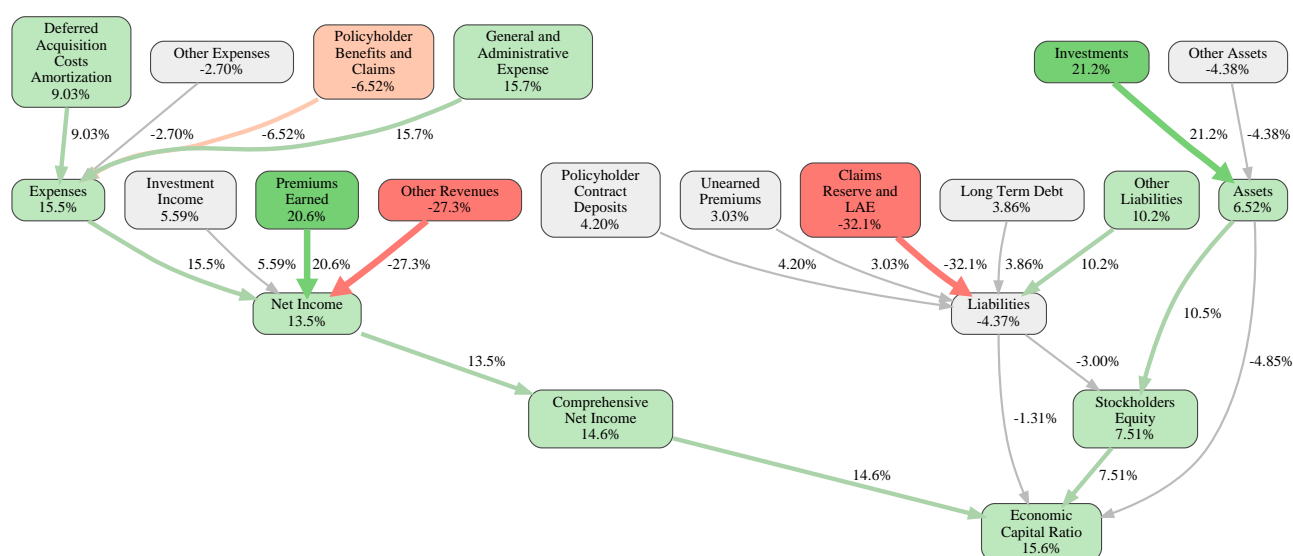 Deferred
Acquisition
Costs
Amortization
9.03%
Other Expenses
-2.70%
Policyholder
Benefits and
Claims
-6.52%
General and
Administrative
Expense
15.7%
Investments
21.2%
Other Assets
-4.38%
9.03%
-2.70%
-6.52%
15.7%
21.2%
-4.38%
Expenses
15.5%
Investment
Income
5.59%
Premiums
Earned
20.6%
Other Revenues
-27.3%
Policyholder
Contract
Deposits
4.20%
Unearned
Premiums
3.03%
Claims
Reserve and
LAE
-32.1%
Long Term Debt
3.86%
Other
Liabilities
10.2%
Assets
6.52%
15.5%
5.59%
20.6%
-27.3%
4.20%
3.03%
-32.1%
3.86%
10.2%
Net Income
13.5%
Liabilities
-4.37%
10.5%
13.5%
-3.00%
-4.85%
Comprehensive
Net Income
14.6%
-1.31%
Stockholders
Equity
7.51%
14.6%
7.51%
Economic
Capital Ratio
15.6%